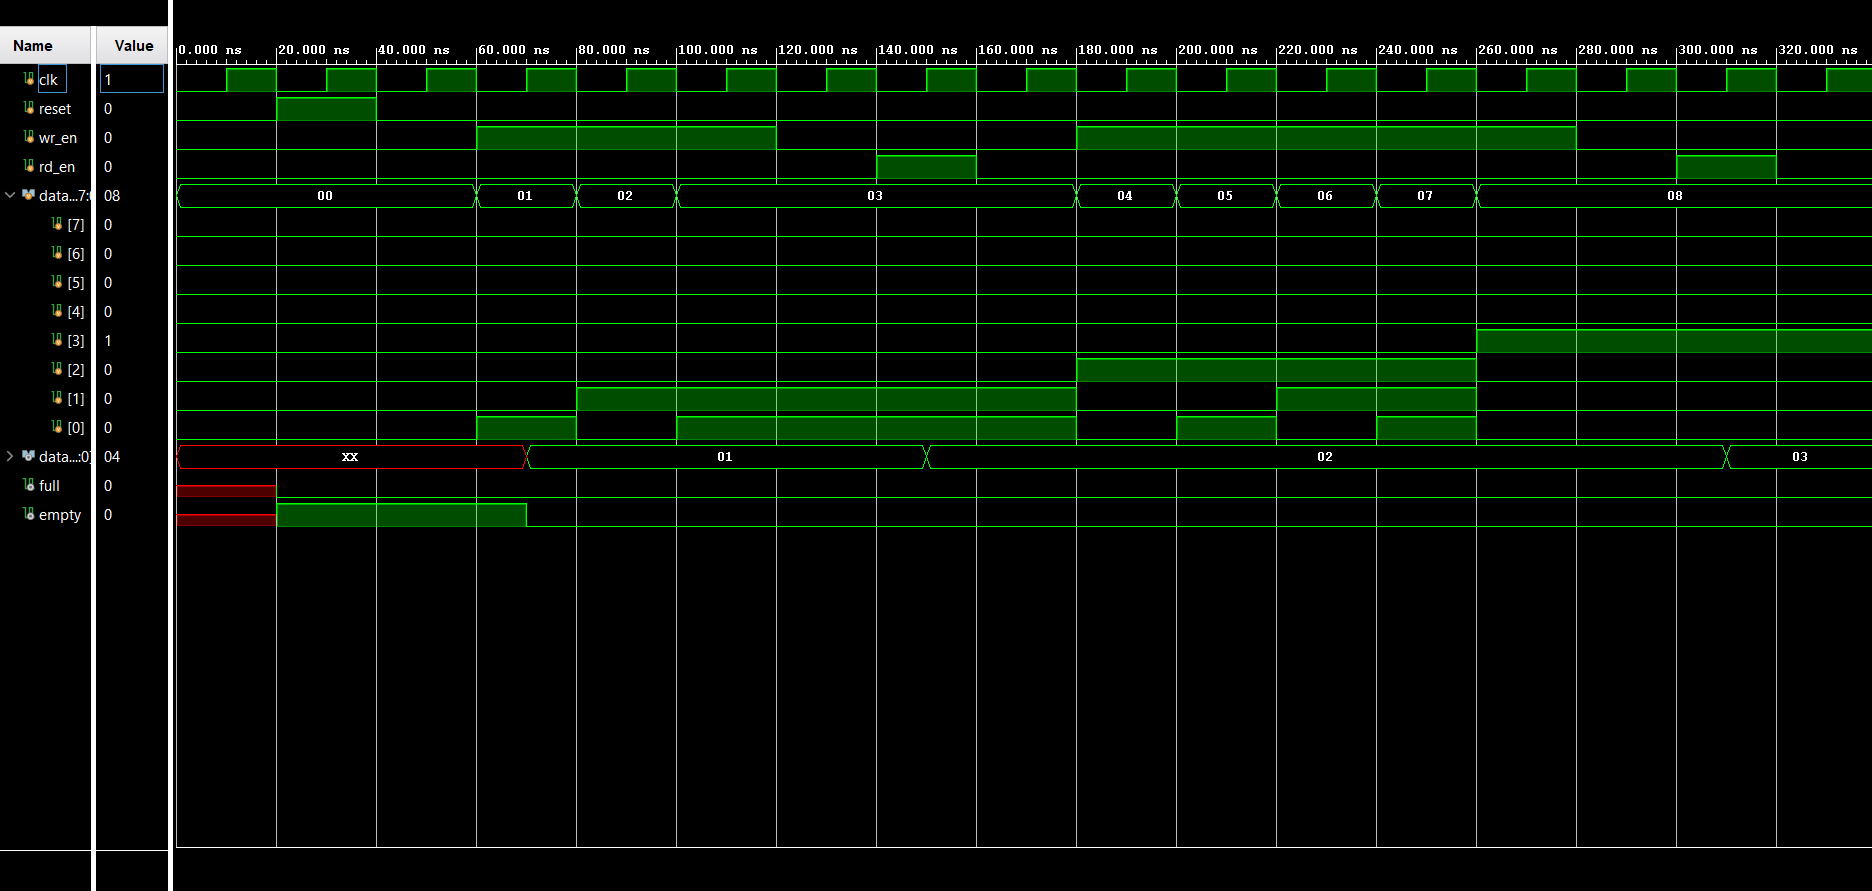 Name Value 0.000 ns 20.000 ns 40.000 ns 60.000 ns 80.000 ns 100.000 ns 120.000 ns 140.000 ns 160.000 ns 180.000 ns 200.000 ns 220.000 ns 240.000 ns 260.000 ns 280.000 ns 300.000 ns 320.000 ns
clk 1
reset 0
wr_en 0
rd_en 0
data...7:0 08 00 01 02 03 04 05 06 07 08
[7] 0
[6] 0
[5] 0
[4] 0
[3] 1
[2] 0
[1] 0
[0] 0
data...:0] 04 XX 01 02 03
full 0
empty 0